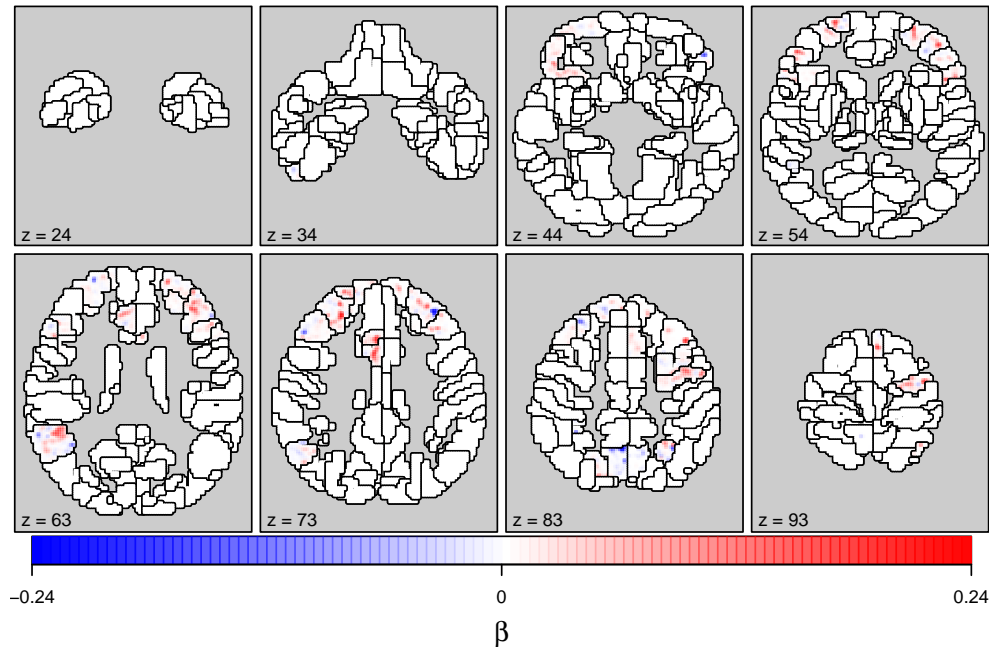 z = 24
z = 34
z = 44
z = 54
z = 63
z = 73
z = 83
z = 93
−0.24
0
0.24
β